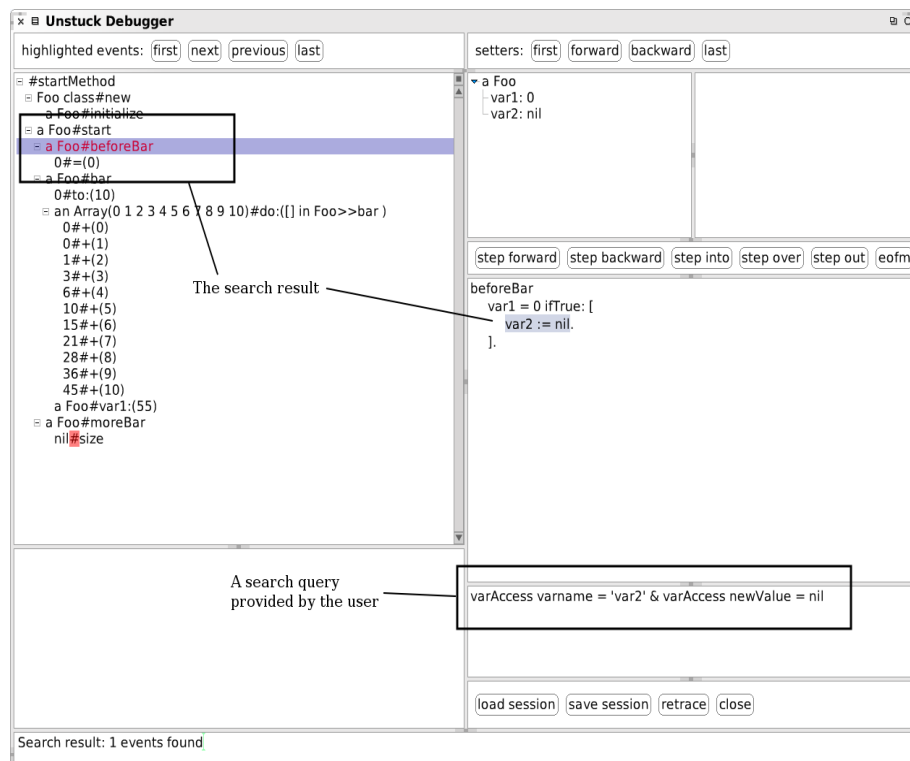 Unstuck Debugger
highlighted events: first next previous last
setters: first forward backward last
#startMethod
Foo class#new
a Foo#initialize
a Foo#start
a Foo#beforeBar
0#=(0)
a Foo#bar
0#to:(10)
an Array(0 1 2 3 4 5 6 7 8 9 10)#do:([] in Foo>>bar )
0#+(0)
0#+(1)
1#+(2)
3#+(3)
6#+(4)
10#+(5)
15#+(6)
21#+(7)
28#+(8)
36#+(9)
45#+(10)
a Foo#var1:(55)
a Foo#moreBar
nil#size
The search result
a Foo
var1: 0
var2: nil
step forward step backward step into step over step out eofm
beforeBar
var1 = 0 ifTrue: [
var2 := nil.
].
A search query
provided by the user
varAccess varname = 'var2' & varAccess newValue = nil
load session save session retrace close
Search result: 1 events found